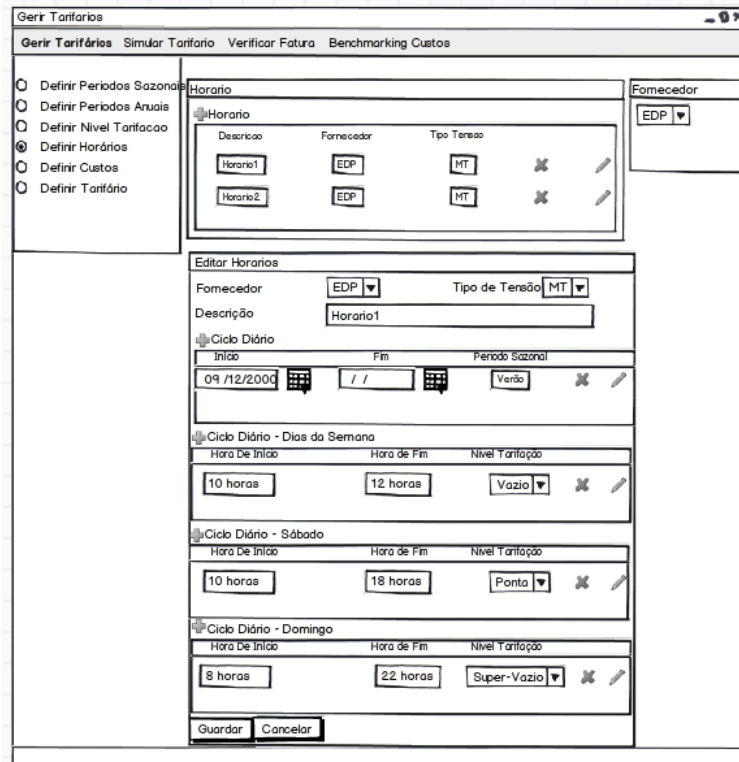 Gerir Tarifarios
Gerir Tarifários Simular Tarifario Verificar Fatura Benchmarking Custos
Definir Periodos Sazonais
Definir Periodos Anuais
Definir Nivel Tarifacao
Definir Horários
Definir Custos
Definir Tarifário
Horario
Horario
Descricao Fornecedor Tipo Tensao
Horario1 EDP MT
Horario2 EDP MT
Fornecedor
EDP
Editar Horarios
Fornecedor EDP Tipo de Tensão MT
Descrição Horario1
Ciclo Diário
Início Fim Periodo Sazonal
09 /12/2000 / / Verão
Ciclo Diário - Dias da Semana
Hora De Início Hora de Fim Nivel Tarifação
10 horas 12 horas Vazio
Ciclo Diário - Sábado
Hora De Início Hora de Fim Nivel Tarifação
10 horas 18 horas Ponta
Ciclo Diário - Domingo
Hora De Início Hora de Fim Nivel Tarifação
8 horas 22 horas Super-Vazio
Guardar Cancelar